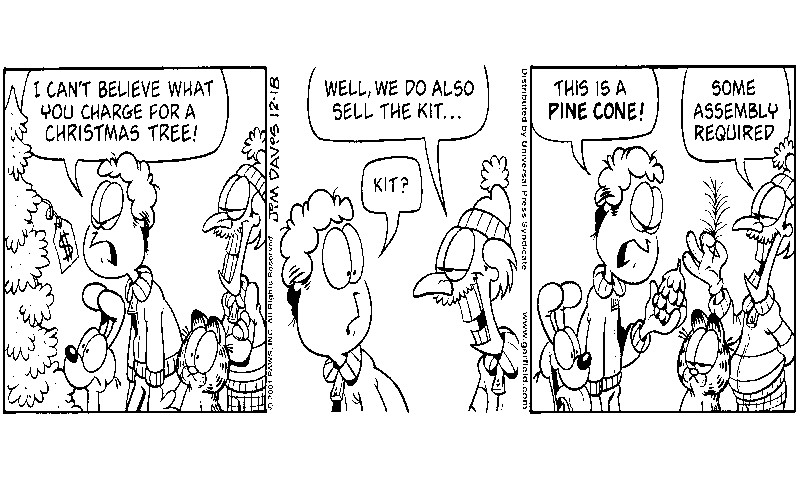 I CAN'T BELIEVE WHAT
YOU CHARGE FOR A
CHRISTMAS TREE!
$
JIM DAVIS 12-18
© 2001 PAWS, INC. All Rights Reserved
WELL, WE DO ALSO
SELL THE KIT...
KIT?
Distributed by Universal Press Syndicate
www.garfield.com
THIS IS A
PINE CONE!
SOME
ASSEMBLY
REQUIRED